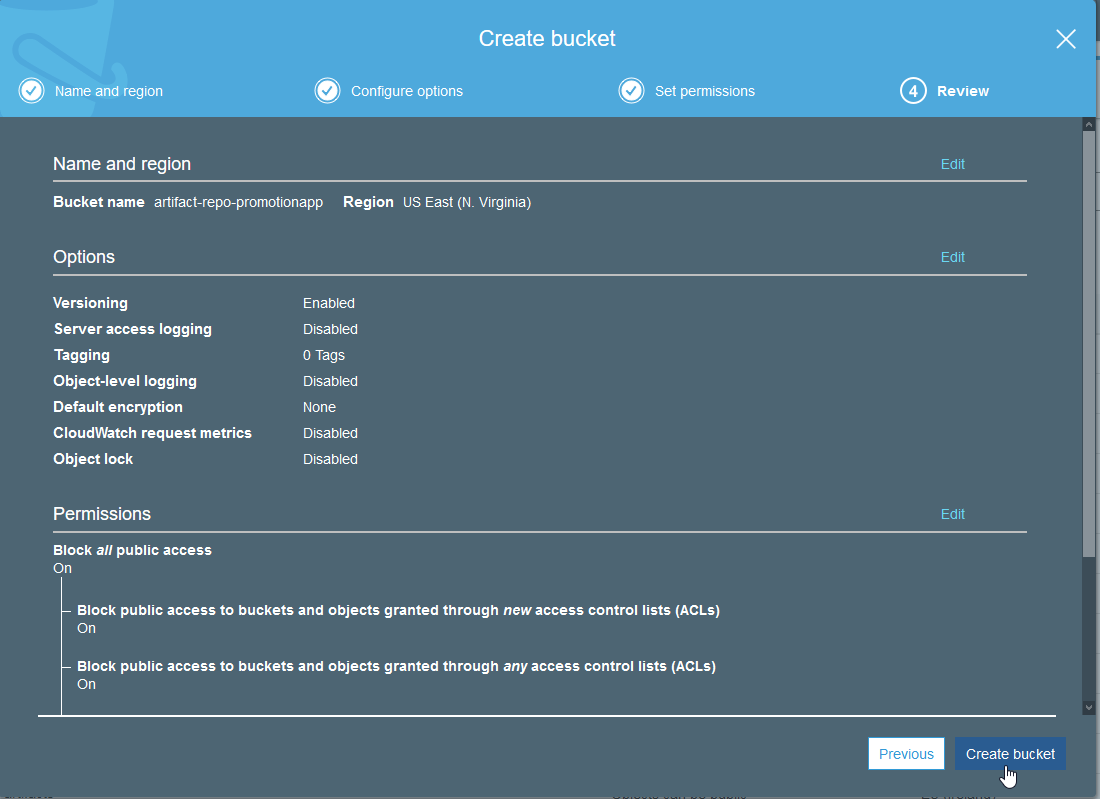 Create bucket
Name and region Configure options Set permissions 4 Review
Name and region Edit
Bucket name artifact-repo-promotionapp Region US East (N. Virginia)
Options Edit
Versioning Enabled
Server access logging Disabled
Tagging 0 Tags
Object-level logging Disabled
Default encryption None
CloudWatch request metrics Disabled
Object lock Disabled
Permissions Edit
Block all public access
On
Block public access to buckets and objects granted through new access control lists (ACLs)
On
Block public access to buckets and objects granted through any access control lists (ACLs)
On
Previous Create bucket